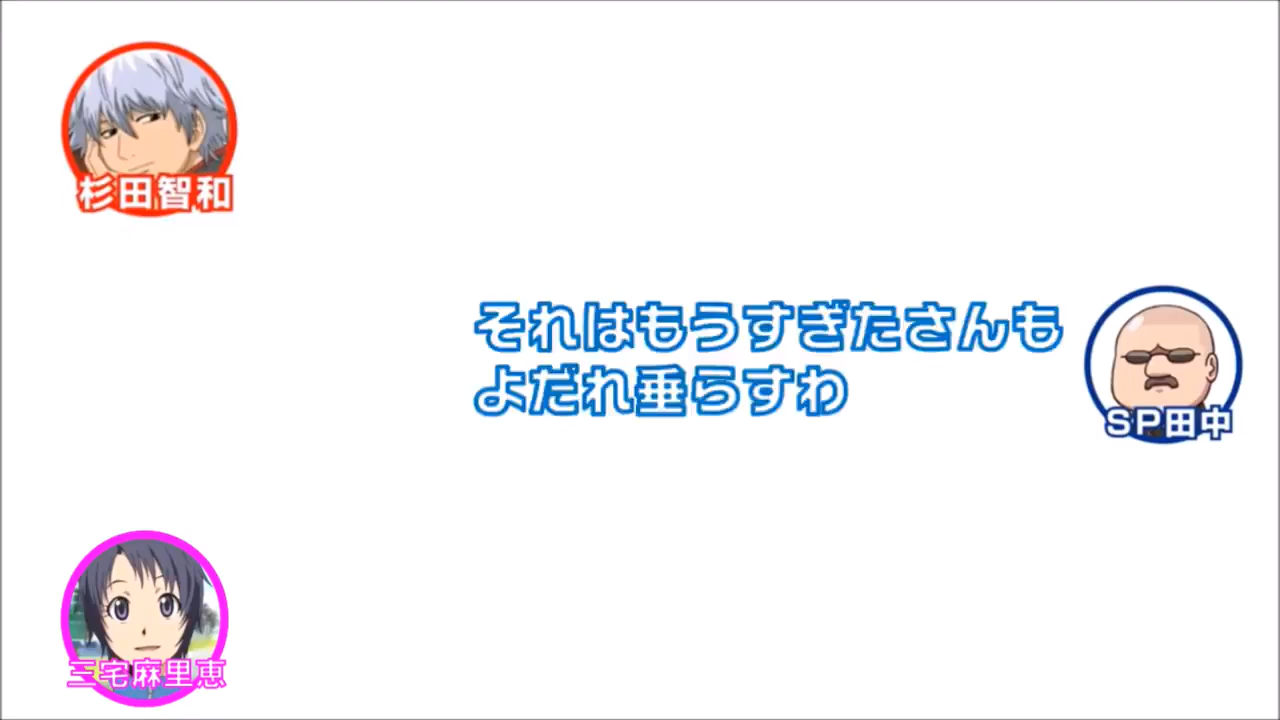 杉田智和
それはもうすぎたさんも
よだれ垂らすわ
SP田中
三宅麻里恵